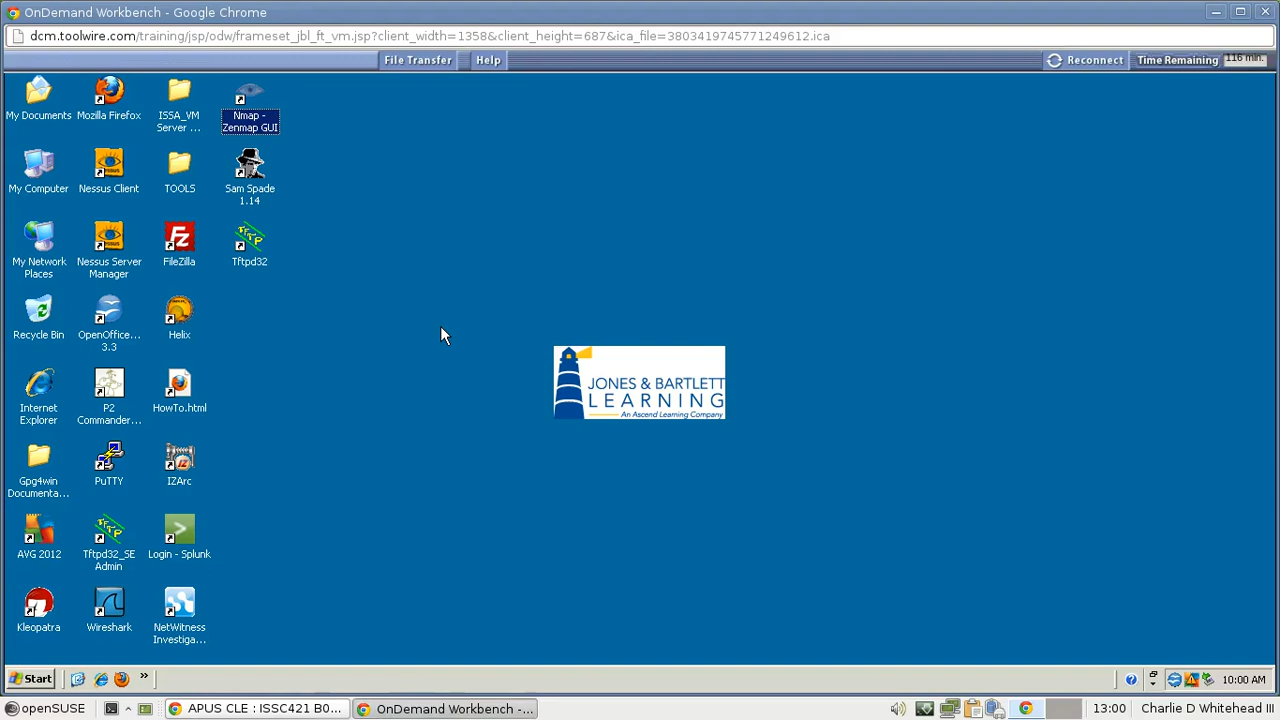 OnDemand Workbench - Google Chrome
dcm.toolwire.com/training/jsp/odw/frameset_jbl_ft_vm.jsp?client_width=1358&client_height=687&ica_file=3803419745771249612.ica
File Transfer
Help
Reconnect
Time Remaining
116 min.
My Documents
Mozilla Firefox
ISSA_VM
Server ...
Nmap -
Zenmap GUI
My Computer
Nessus Client
TOOLS
Sam Spade
1.14
My Network
Places
Nessus Server
Manager
FileZilla
Tftpd32
Recycle Bin
OpenOffice...
3.3
Helix
JONES & BARTLETT
LEARNING
An Ascend Learning Company
Internet
Explorer
P2
Commander...
HowTo.html
Gpg4win
Documenta...
PuTTY
IZArc
AVG 2012
Tftpd32_SE
Admin
Login - Splunk
Kleopatra
Wireshark
NetWitness
Investiga...
Start
10:00 AM
openSUSE
APUS CLE : ISSC421 B0...
OnDemand Workbench -...
13:00
Charlie D Whitehead III